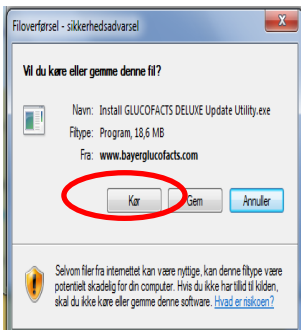 Filoverførsel - sikkerhedsadvarsel
Vil du køre eller gemme denne fil?
Navn: Install GLUCOFACTS DELUXE Update Utility.exe
Filtype: Program, 18,6 MB
Fra: www.bayerglucofacts.com
Kør Gem Annuller
Selvom filer fra internettet kan være nyttige, kan denne filtype være
potentielt skadelig for din computer. Hvis du ikke har tillid til kilden,
skal du ikke køre eller gemme denne software. Hvad er risikoen?